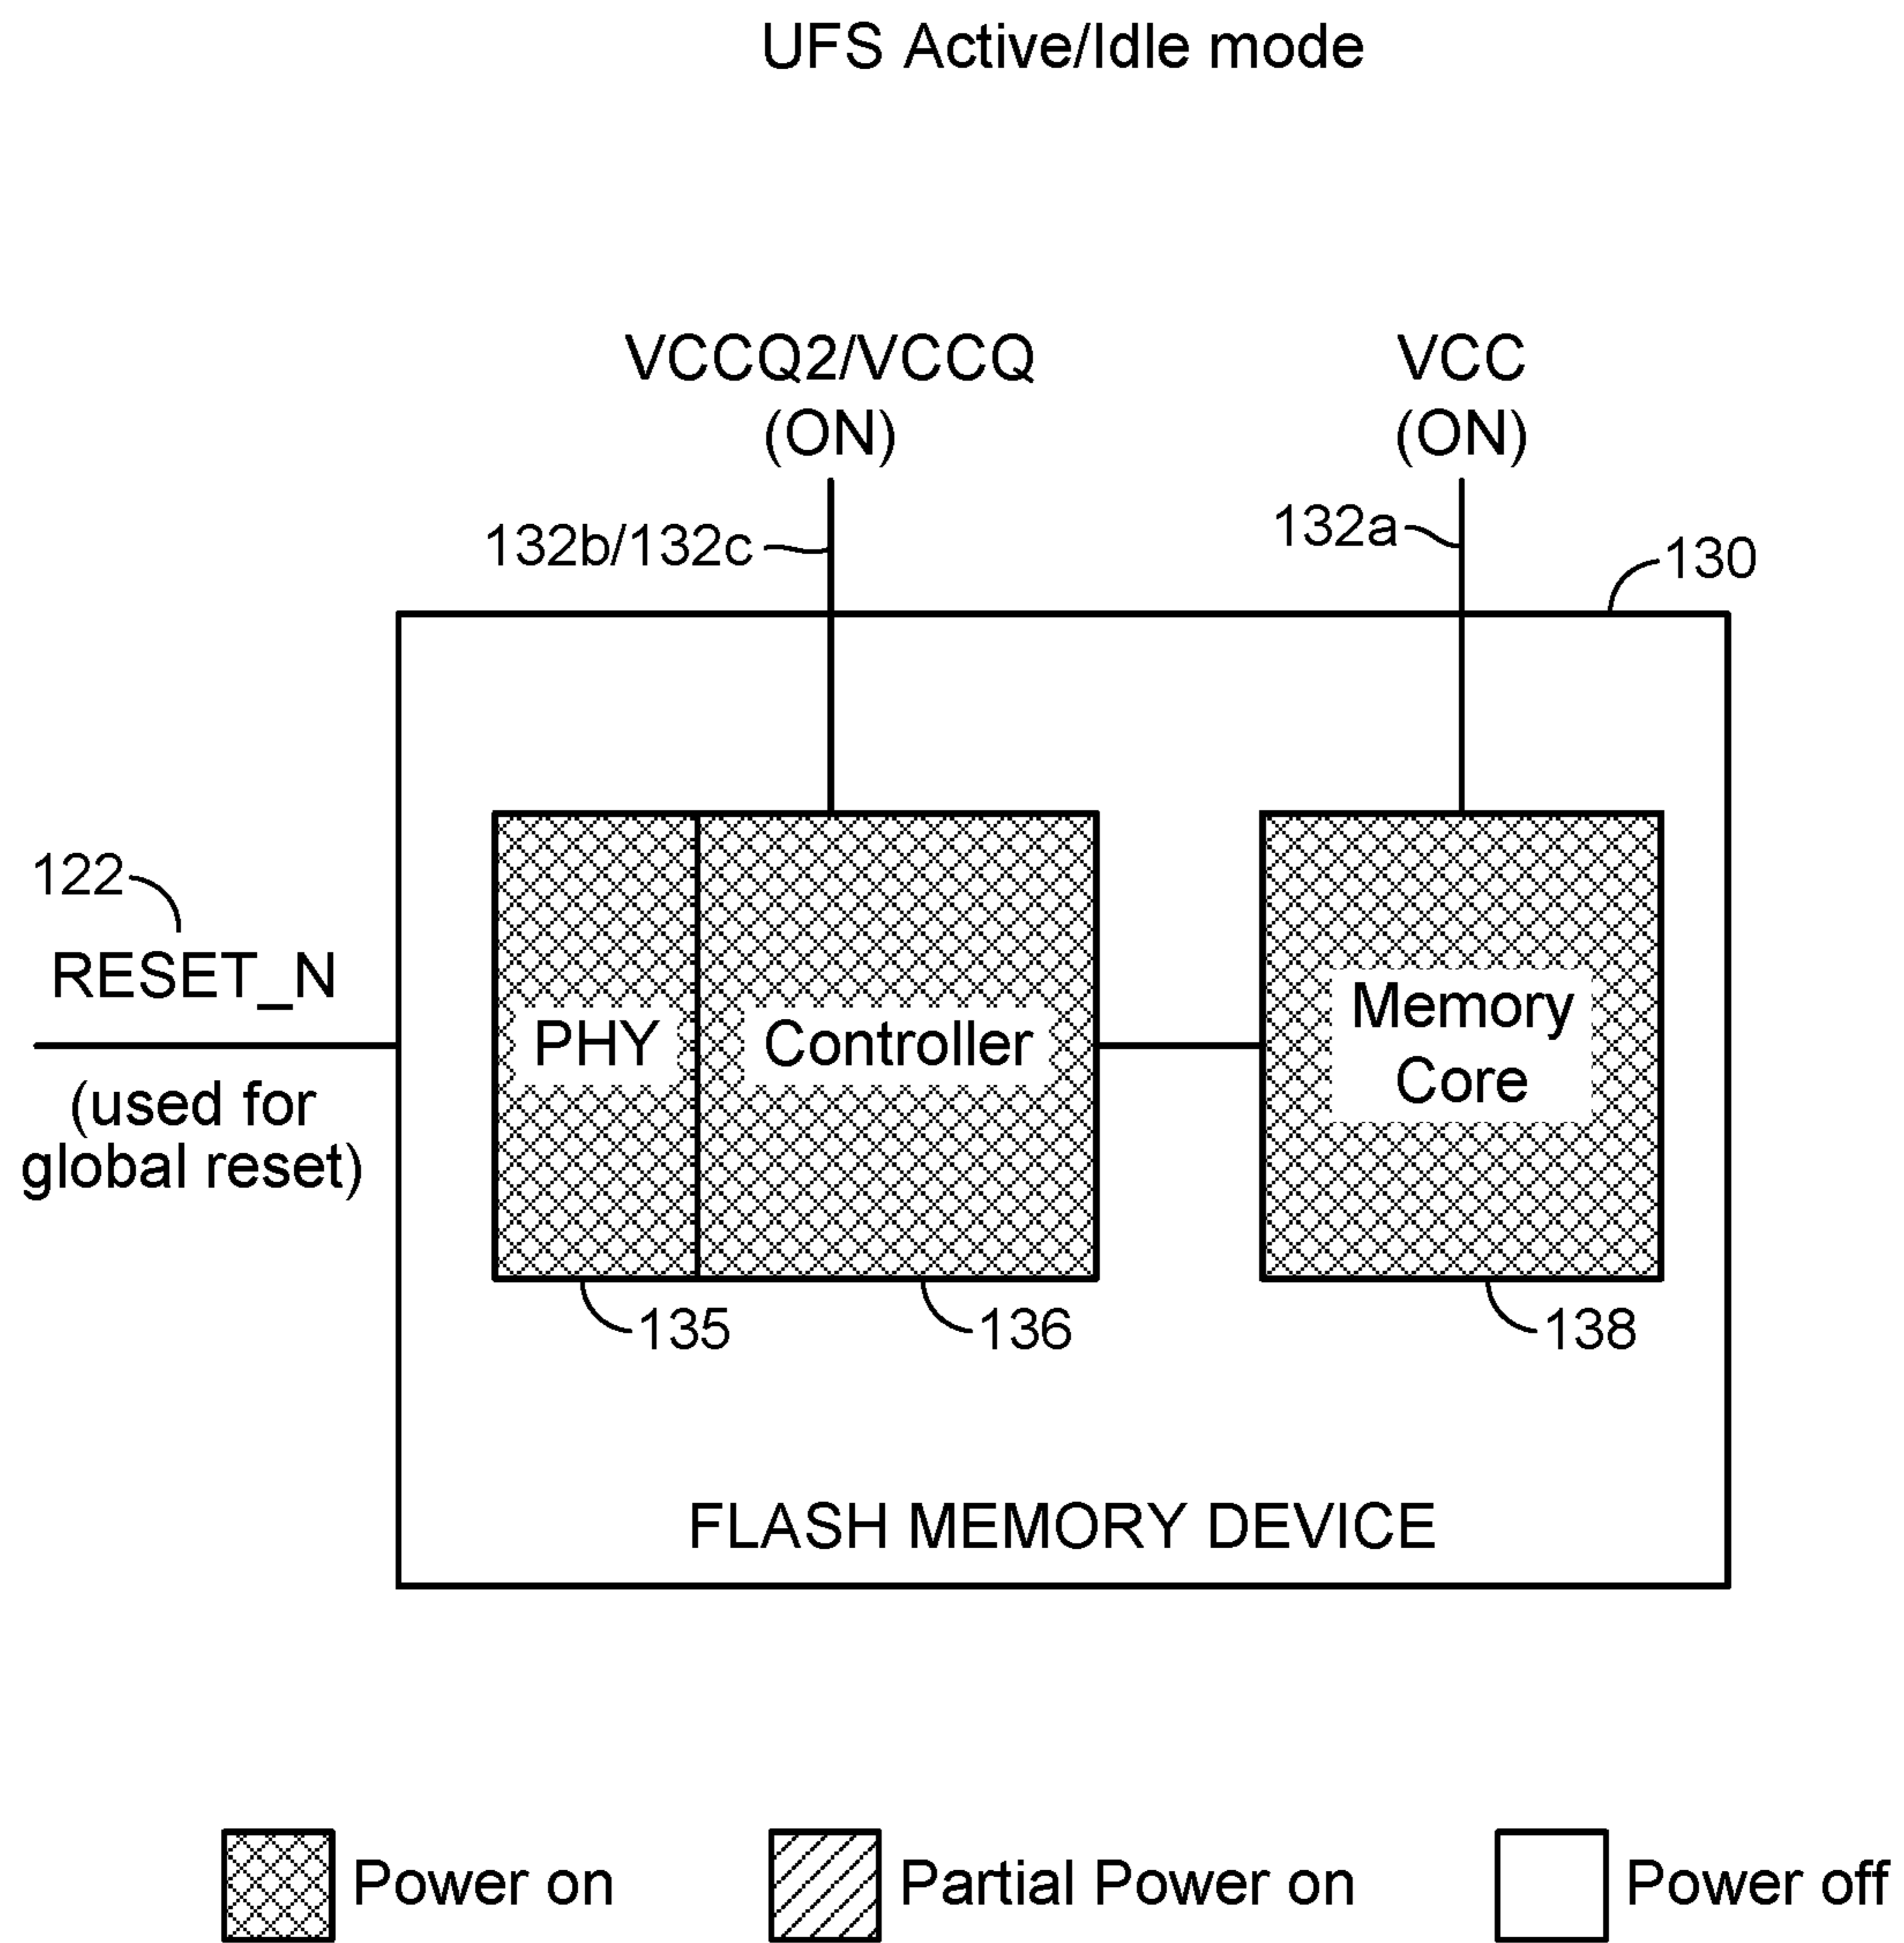 UFS Active/Idle mode
VCCQ2/VCCQ
(ON)
VCC
(ON)
132b/132c
132a
130
122
RESET_N
(used for
global reset)
PHY
Controller
Memory
Core
135
136
138
FLASH MEMORY DEVICE
Power on
Partial Power on
Power off